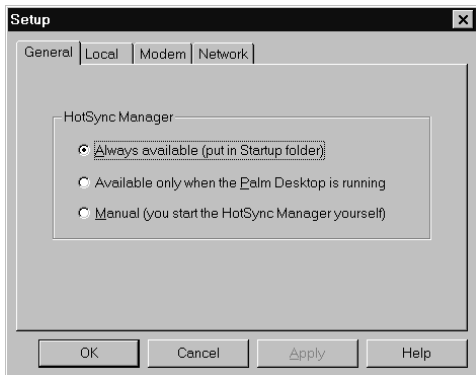 Setup
General Local Modem Network
HotSync Manager
Always available (put in Startup folder)
Available only when the Palm Desktop is running
Manual (you start the HotSync Manager yourself)
OK Cancel Apply Help